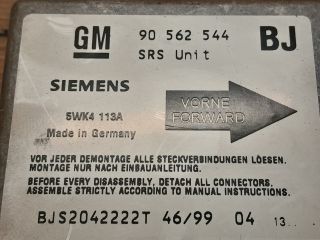 GM 90 562 544 BJ
SRS Unit
SIEMENS
5WK4 113A
Made in Germany
VORNE
FORWARD
VOR JEDER DEMONTAGE ALLE STECKVERBINDUNGEN LÖESEN.
MONTAGE NUR NACH EINBAUANLEITUNG.
BEFORE EVERY DISASSEMBLY, DETACH ALL CONNECTORS.
ASSEMBLE STRICTLY ACCORDING TO MANUAL INSTRUCTIONS.
BJS2042222T 46/99 04 13